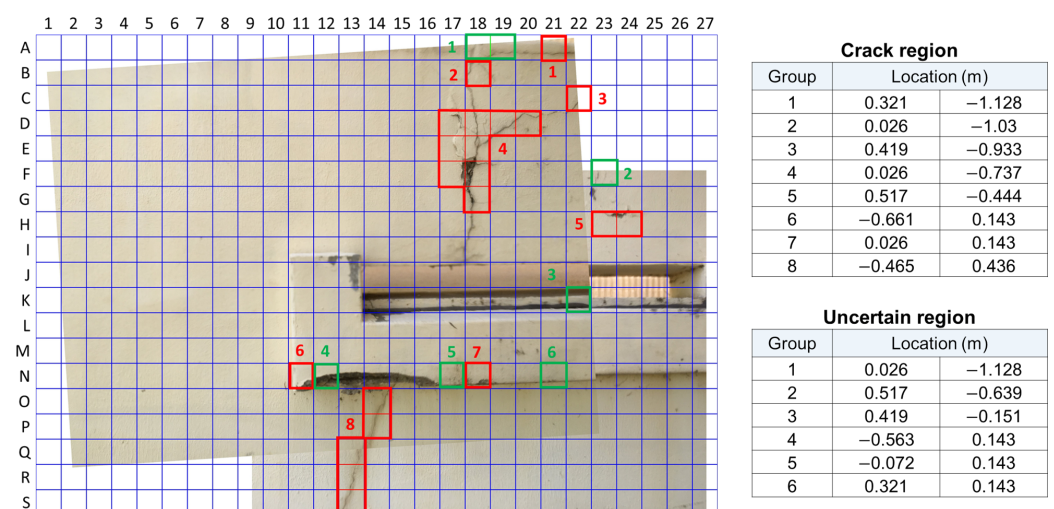 1 2 3 4 5 6 7 8 9 10 11 12 13 14 15 16 17 18 19 20 21 22 23 24 25 26 27
A
B
C
D
E
F
G
H
I
J
K
L
M
N
O
P
Q
R
S
1
1
2
3
4
2
5
3
6
4
5
7
6
8
Crack region
Group Location (m)
1 0.321 −1.128
2 0.026 −1.03
3 0.419 −0.933
4 0.026 −0.737
5 0.517 −0.444
6 −0.661 0.143
7 0.026 0.143
8 −0.465 0.436
Uncertain region
Group Location (m)
1 0.026 −1.128
2 0.517 −0.639
3 0.419 −0.151
4 −0.563 0.143
5 −0.072 0.143
6 0.321 0.143